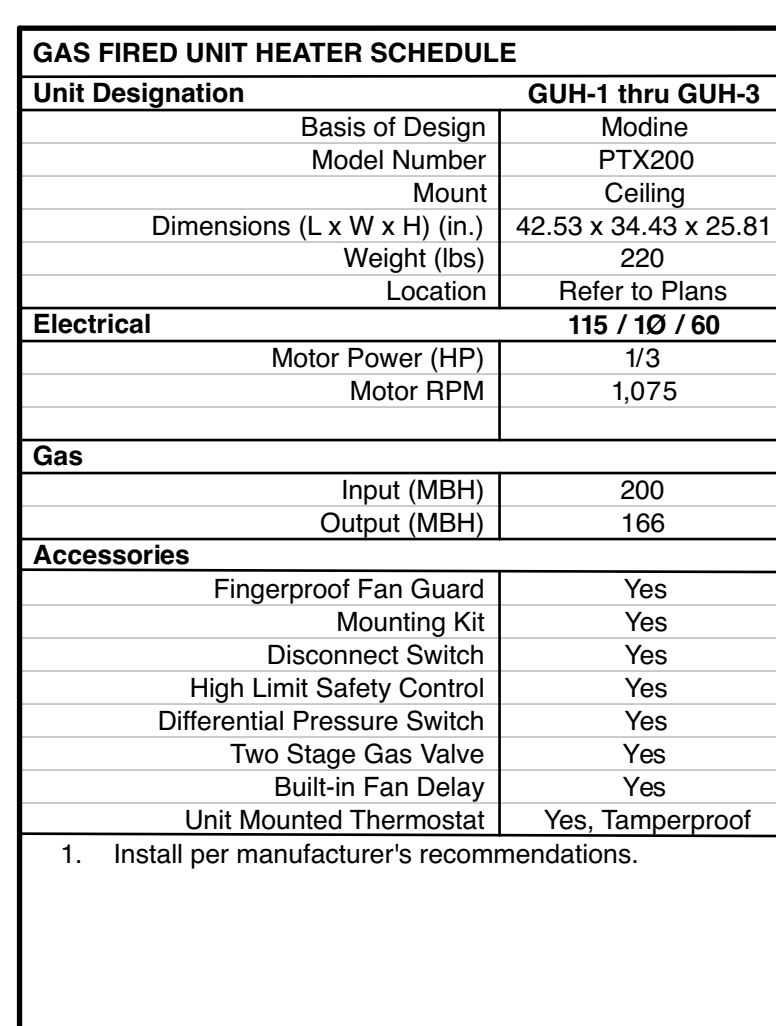 GAS FIRED UNIT HEATER SCHEDULE
Unit Designation GUH-1 thru GUH-3
Basis of Design Modine
Model Number PTX200
Mount Ceiling
Dimensions (L x W x H) (in.) 42.53 x 34.43 x 25.81
Weight (lbs) 220
Location Refer to Plans
Electrical 115 / 1Ø / 60
Motor Power (HP) 1/3
Motor RPM 1,075
Gas
Input (MBH) 200
Output (MBH) 166
Accessories
Fingerproof Fan Guard Yes
Mounting Kit Yes
Disconnect Switch Yes
High Limit Safety Control Yes
Differential Pressure Switch Yes
Two Stage Gas Valve Yes
Built-in Fan Delay Yes
Unit Mounted Thermostat Yes, Tamperproof
1. Install per manufacturer's recommendations.